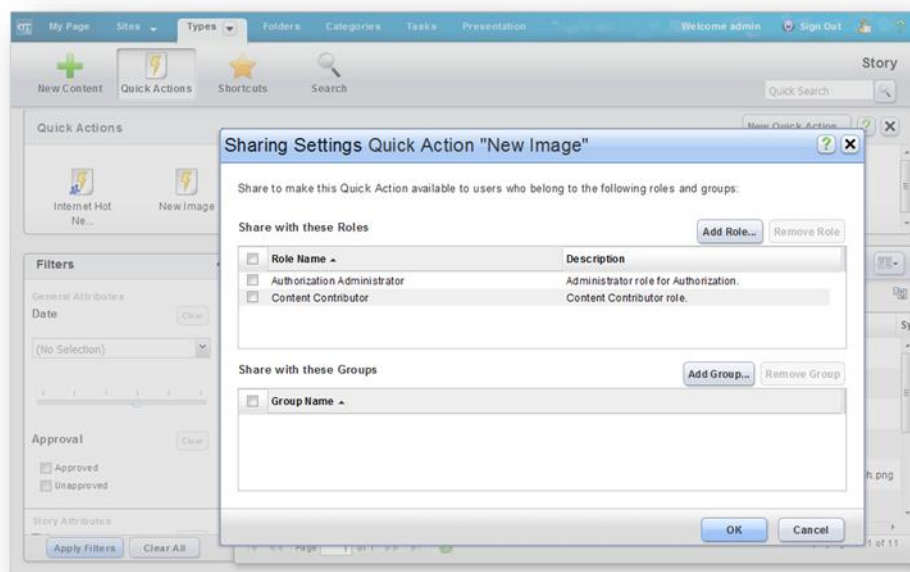 My Page Sites Types Folders Categories Tasks Presentation Welcome admin Sign Out ?
New Content Quick Actions Shortcuts Search
Story
Quick Search
Quick Actions
New Quick Action ?
Internet Hot
Ne...
New Image
Sharing Settings Quick Action "New Image" ?
Share to make this Quick Action available to users who belong to the following roles and groups:
Share with these Roles
Add Role...
Remove Role
Role Name Description
Authorization Administrator Administrator role for Authorization.
Content Contributor Content Contributor role.
Share with these Groups
Add Group...
Remove Group
Group Name
OK
Cancel
Filters
General Attributes
Date
Clear
(No Selection)
Approval
Clear
Approved
Unapproved
Story Attributes
Apply Filters
Clear All
Page 1 of 1
h.png
1 of 11